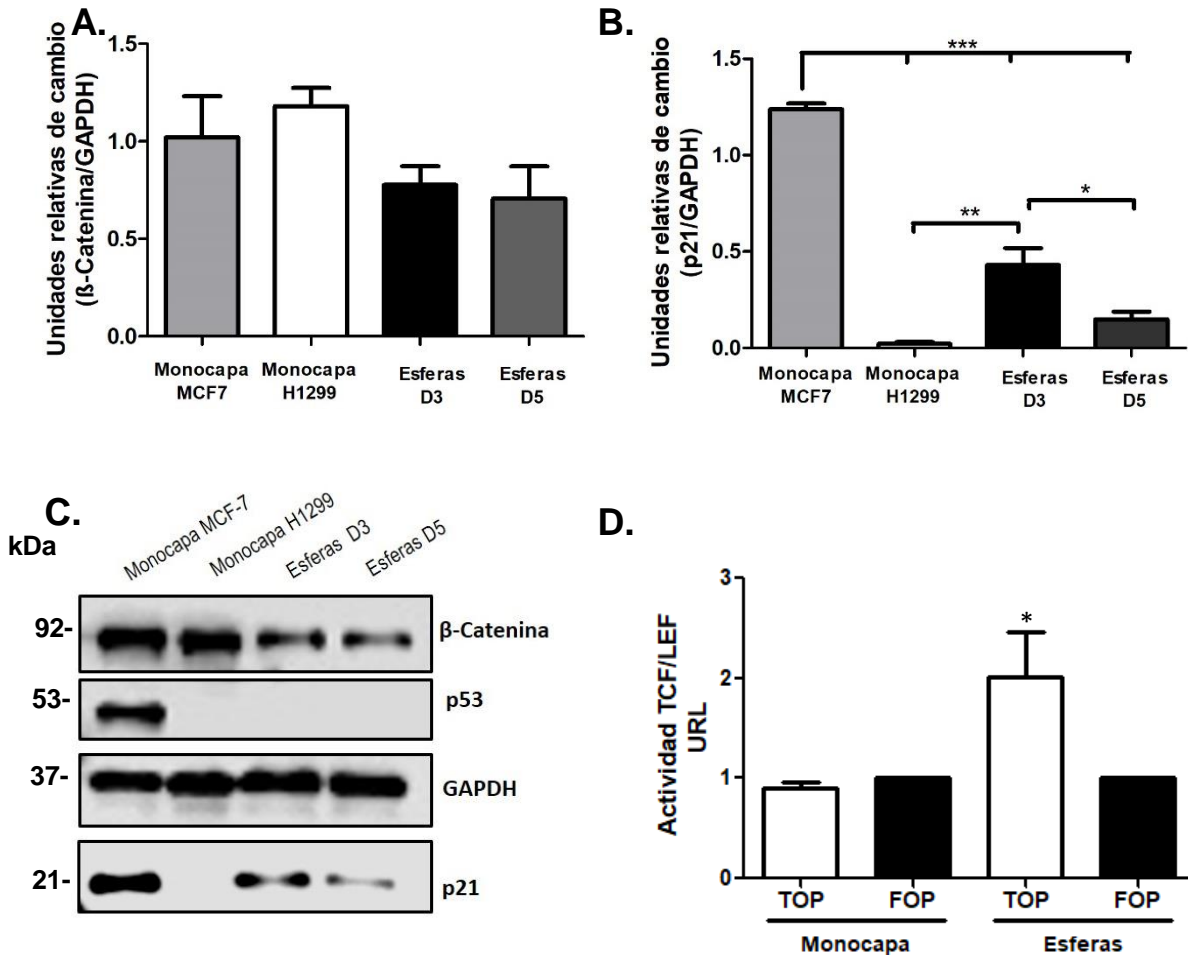 A.
Unidades relativas de cambio
(ß-Catenina/GAPDH)
1.5
1.0
0.5
0.0
Monocapa
MCF7
Monocapa
H1299
Esferas
D3
Esferas
D5
B.
Unidades relativas de cambio
(p21/GAPDH)
1.5
1.0
0.5
0.0
***
**
*
Monocapa
MCF7
Monocapa
H1299
Esferas
D3
Esferas
D5
C.
kDa
Monocapa MCF-7
Monocapa H1299
Esferas D3
Esferas D5
92-
β-Catenina
53-
p53
37-
GAPDH
21-
p21
D.
Actividad TCF/LEF
URL
3
2
1
0
*
TOP
FOP
TOP
FOP
Monocapa
Esferas